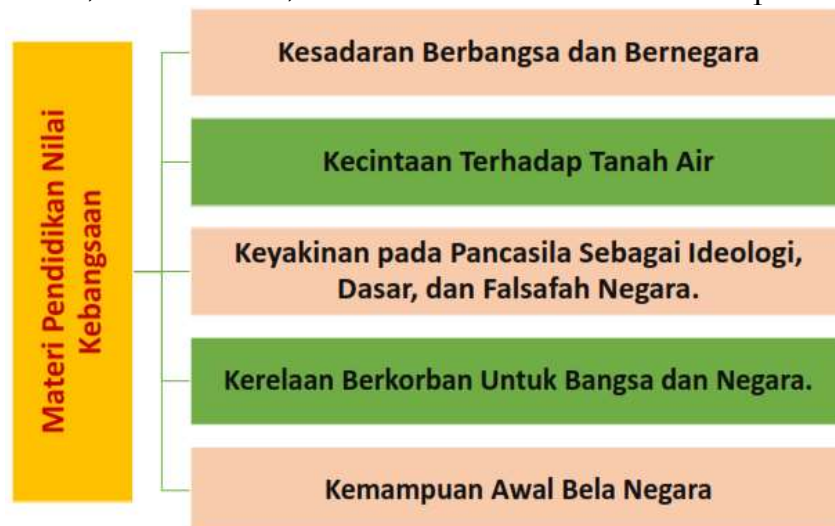 Materi Pendidikan Nilai
Kebangsaan
Kesadaran Berbangsa dan Bernegara
Kecintaan Terhadap Tanah Air
Keyakinan pada Pancasila Sebagai Ideologi,
Dasar, dan Falsafah Negara.
Kerelaan Berkorban Untuk Bangsa dan Negara.
Kemampuan Awal Bela Negara